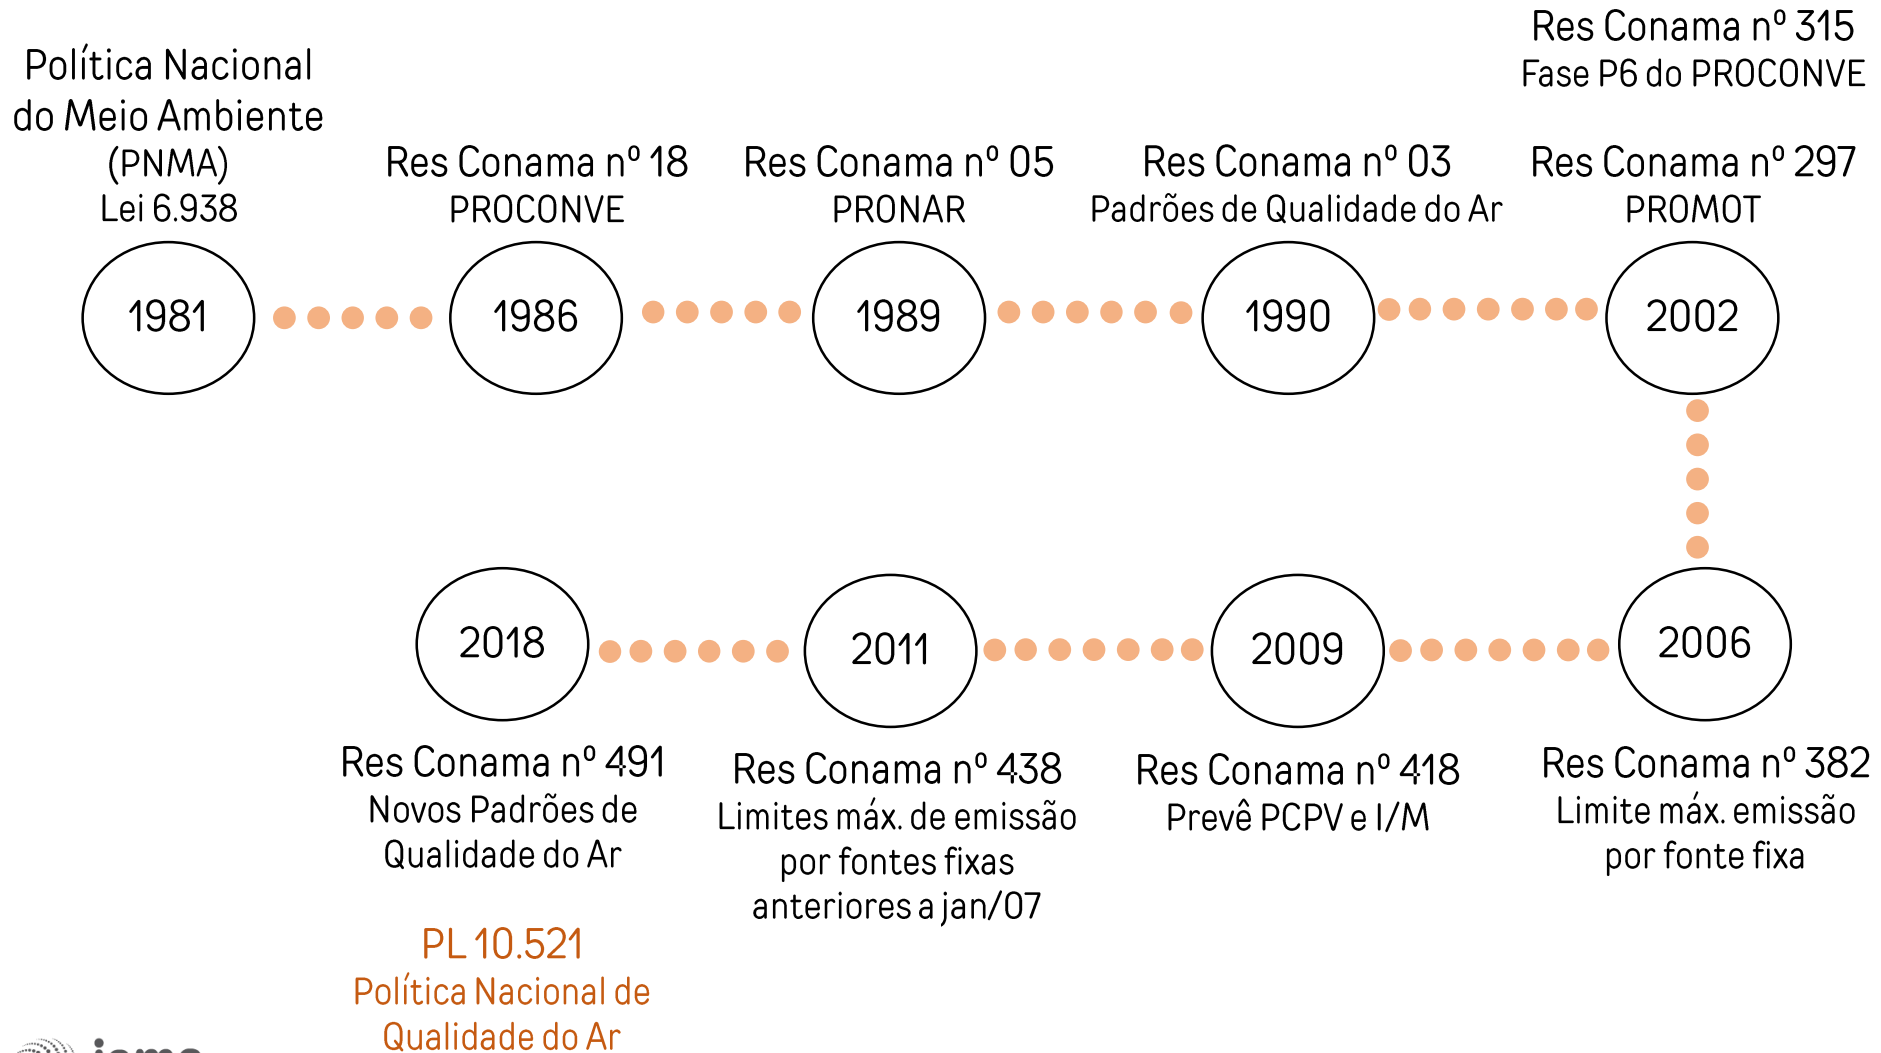 Política Nacional
do Meio Ambiente
(PNMA)
Lei 6.938
1981
Res Conama nº 18
PROCONVE
1986
Res Conama nº 05
PRONAR
1989
Res Conama nº 03
Padrões de Qualidade do Ar
1990
Res Conama nº 315
Fase P6 do PROCONVE
Res Conama nº 297
PROMOT
2002
2006
Res Conama nº 382
Limite máx. emissão
por fonte fixa
2009
Res Conama nº 418
Prevê PCPV e I/M
2011
Res Conama nº 438
Limites máx. de emissão
por fontes fixas
anteriores a jan/07
2018
Res Conama nº 491
Novos Padrões de
Qualidade do Ar
PL 10.521
Política Nacional de
Qualidade do Ar